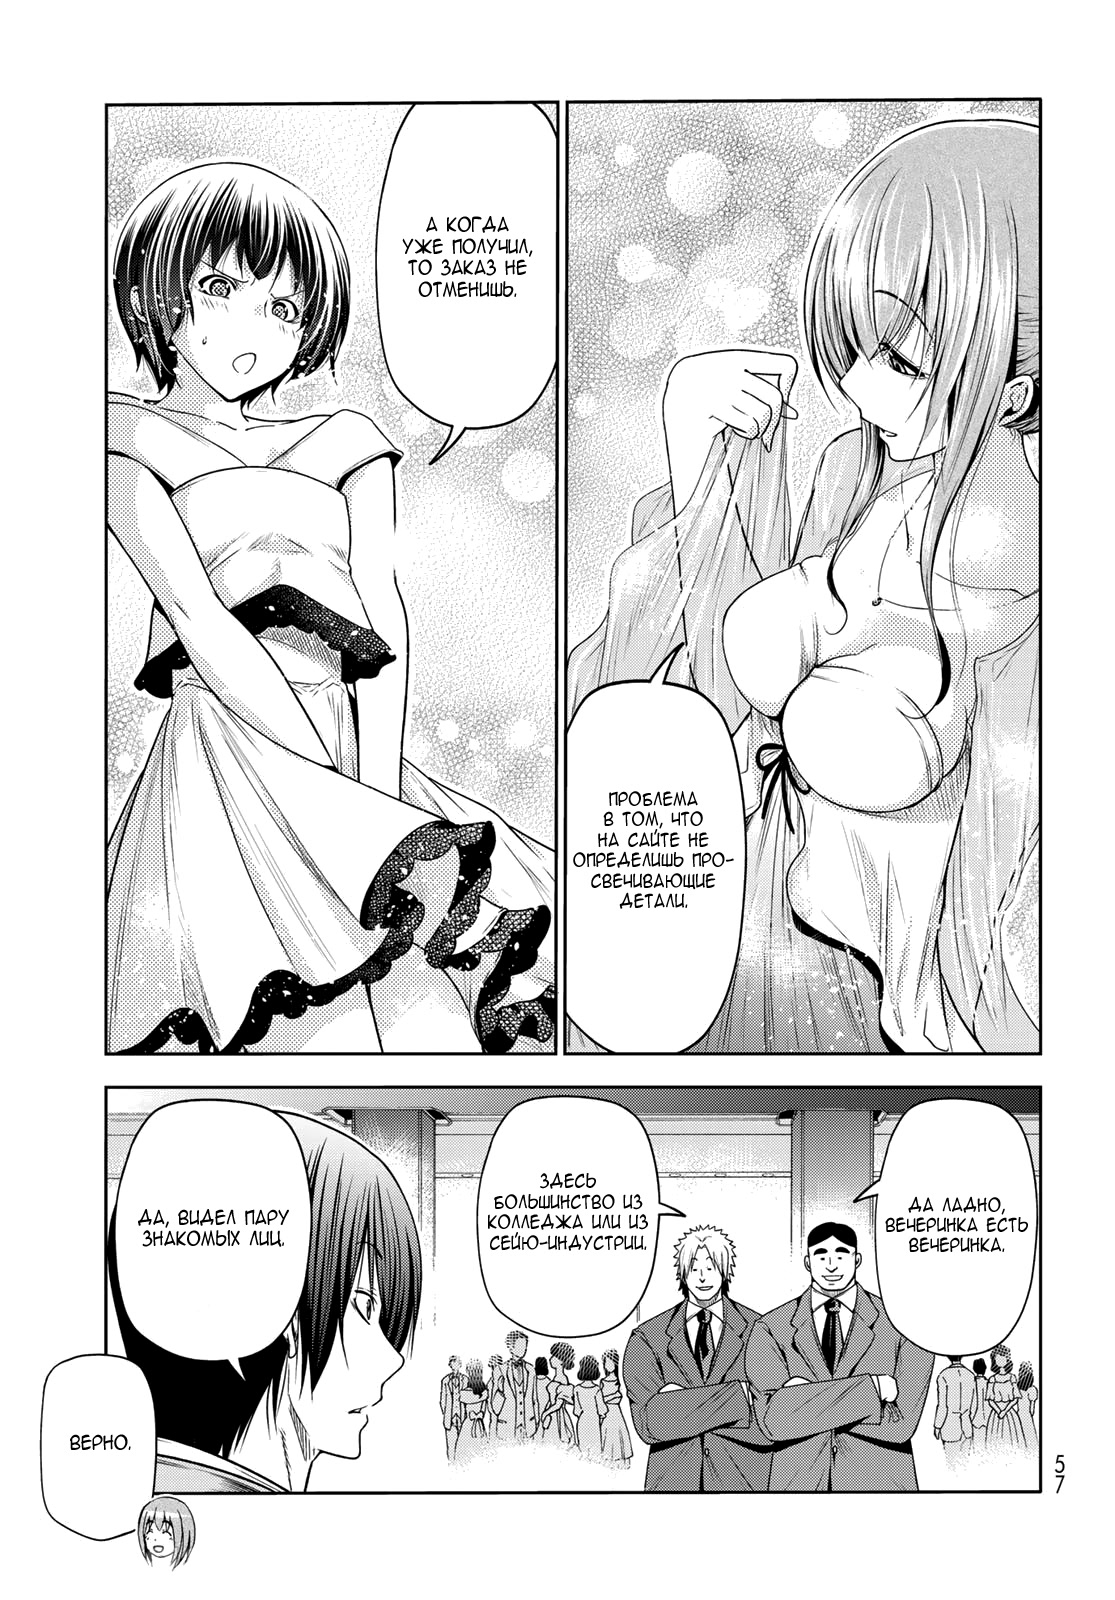 ПРОБЛЕМА
В ТОМ, ЧТО
НА САЙТЕ НЕ
ОПРЕДЕЛИШЬ ПРО-
СВЕЧИВАЮЩИЕ
ДЕТАЛИ.
А КОГДА
УЖЕ ПОЛУЧИЛ,
ТО ЗАКАЗ НЕ
ОТМЕНИШЬ.
ДА ЛАДНО,
ВЕЧЕРИНКА ЕСТЬ
ВЕЧЕРИНКА.
ЗДЕСЬ
БОЛЬШИНСТВО ИЗ
КОЛЛЕДЖА ИЛИ ИЗ
СЕЙЮ-ИНДУСТРИИ.
ДА, ВИДЕЛ ПАРУ
ЗНАКОМЫХ ЛИЦ.
ВЕРНО.
57